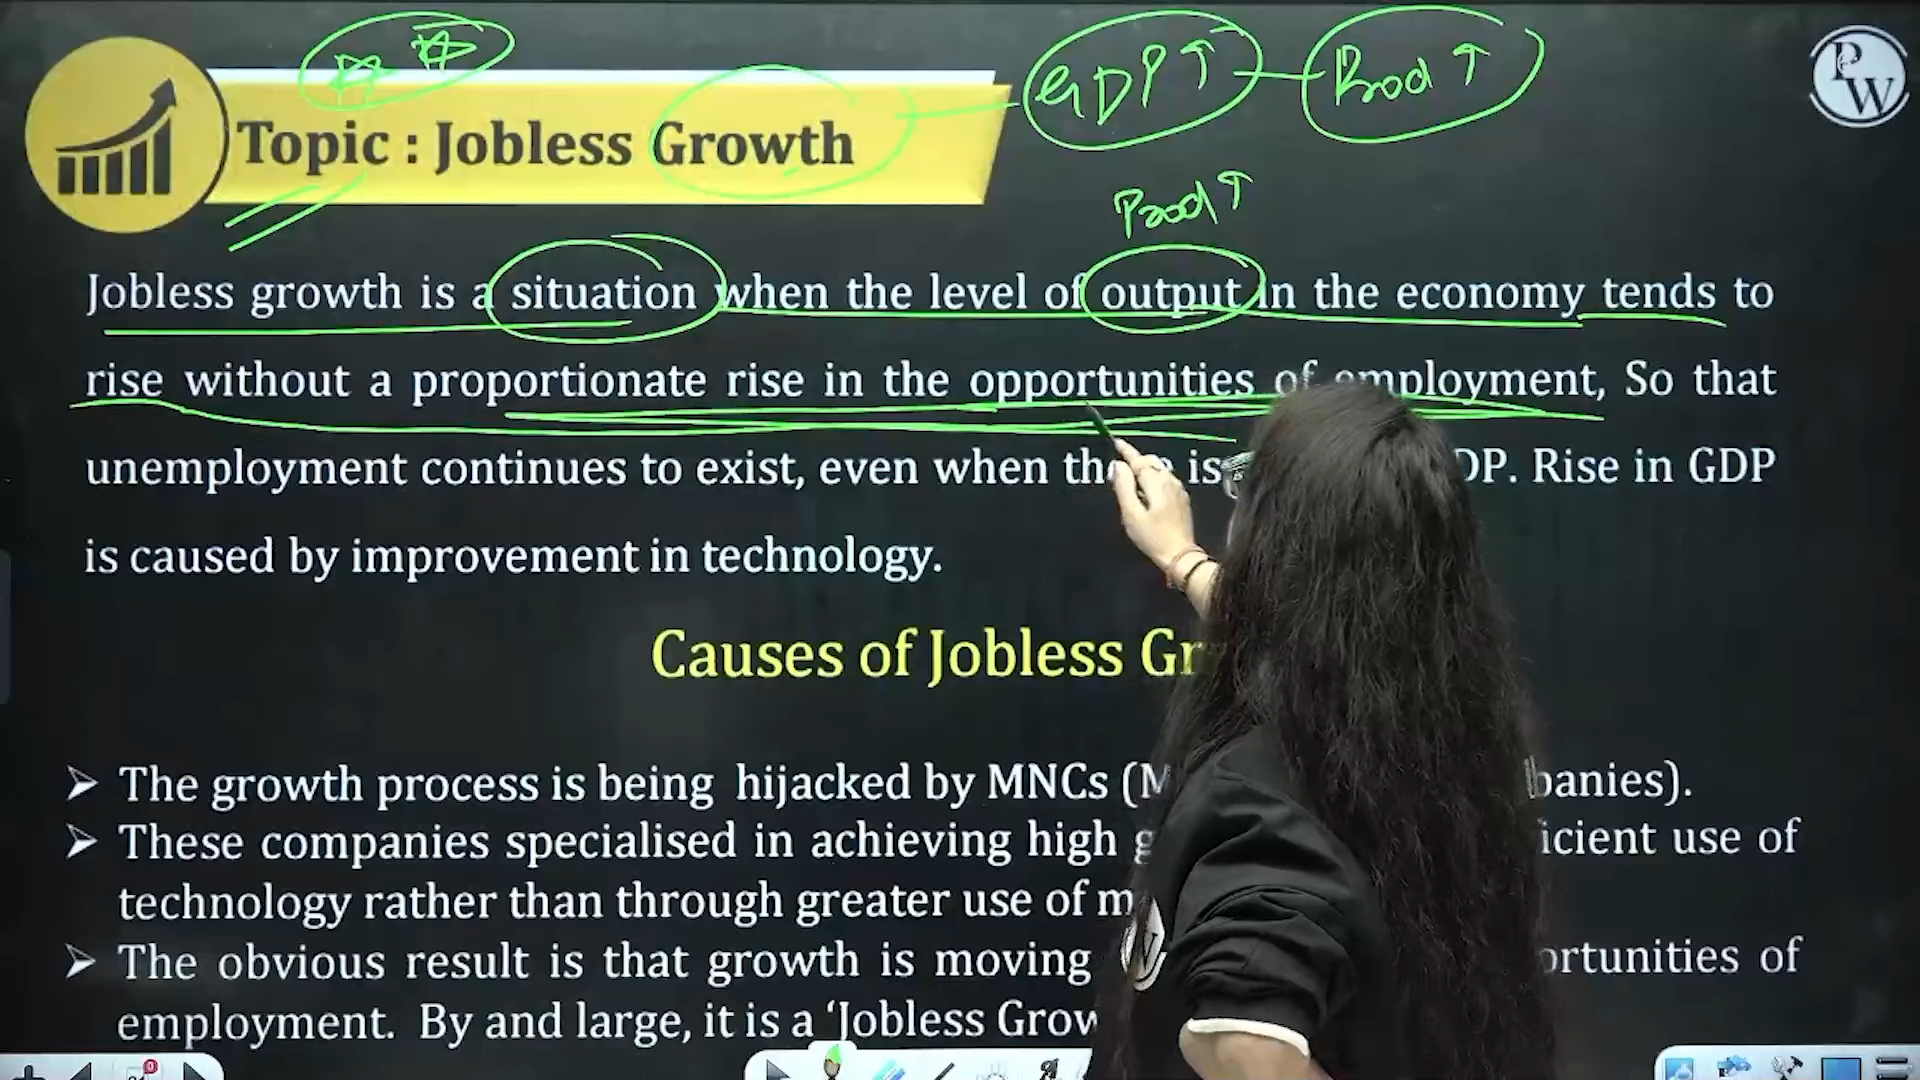 GDP ↑ Prod ↑
PW
Topic : Jobless Growth
Prod ↑
Jobless growth is a situation when the level of output in the economy tends to
rise without a proportionate rise in the opportunities of employment, So that
unemployment continues to exist, even when there is DP. Rise in GDP
is caused by improvement in technology.
Causes of Jobless Gr
The growth process is being hijacked by MNCs (M banies).
These companies specialised in achieving high g icient use of
technology rather than through greater use of m
The obvious result is that growth is moving ortunities of
employment. By and large, it is a ‘Jobless Grow